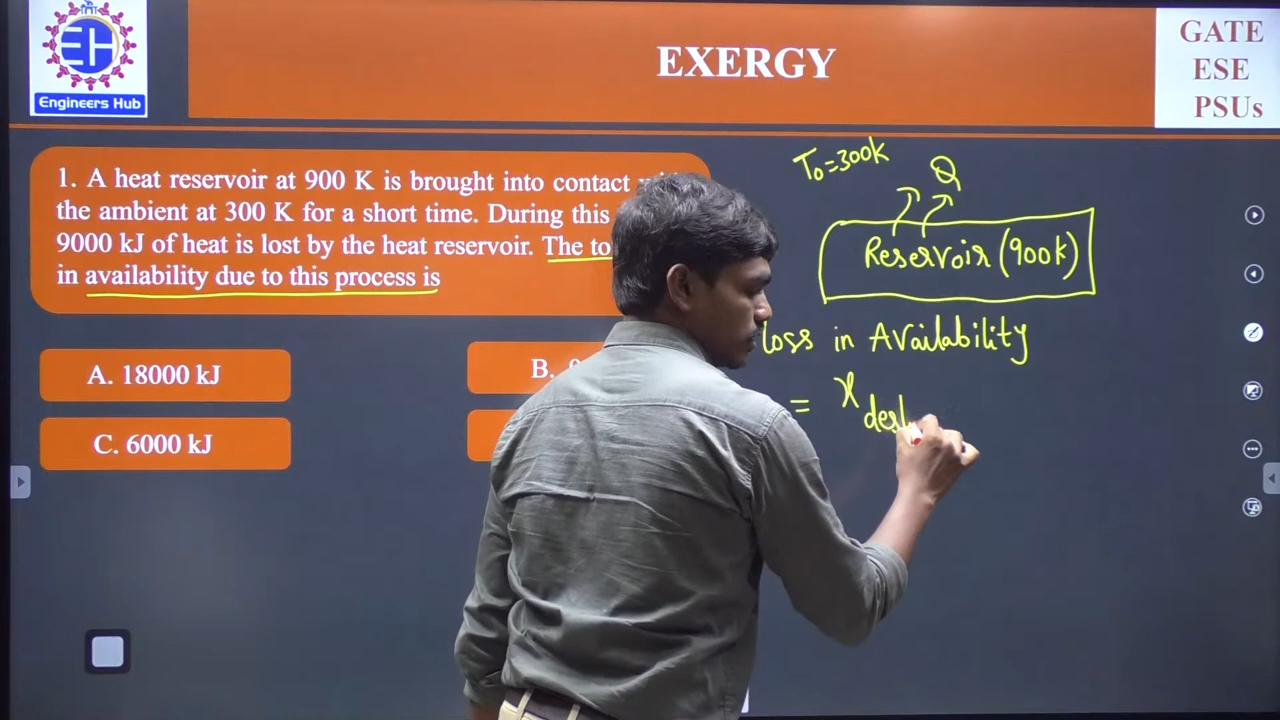 EH
Engineers Hub
EXERGY
GATE
ESE
PSUs
1. A heat reservoir at 900 K is brought into contact
the ambient at 300 K for a short time. During this
9000 kJ of heat is lost by the heat reservoir. The
in availability due to this process is
A. 18000 kJ
B.
C. 6000 kJ
T₀=300K
Q
Reservoir (900K)
loss in Availability
= X